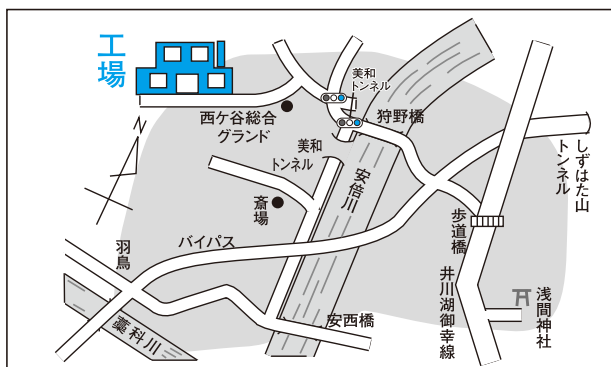 工場
美和
トンネル
西ケ谷総合
グランド
狩野橋
美和
トンネル
しずはた山
トンネル
安倍川
斎場
歩道橋
羽鳥
バイパス
井川湖御幸線
浅間神社
安西橋
藁科川